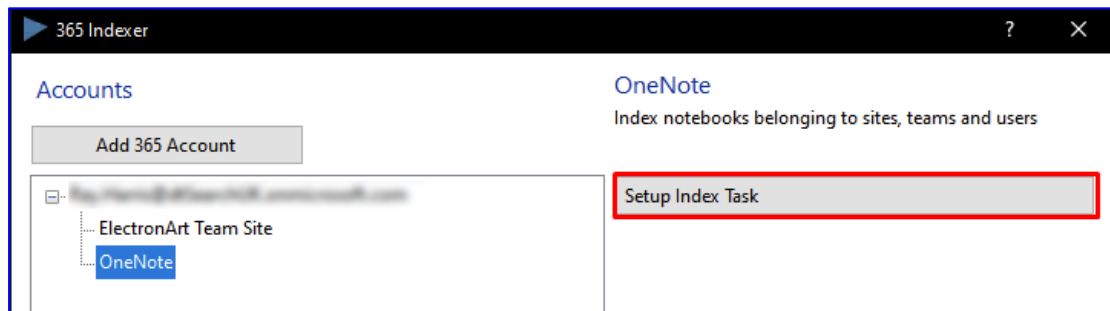 365 Indexer
?
Accounts
Add 365 Account
ElectronArt Team Site
OneNote
OneNote
Index notebooks belonging to sites, teams and users
Setup Index Task